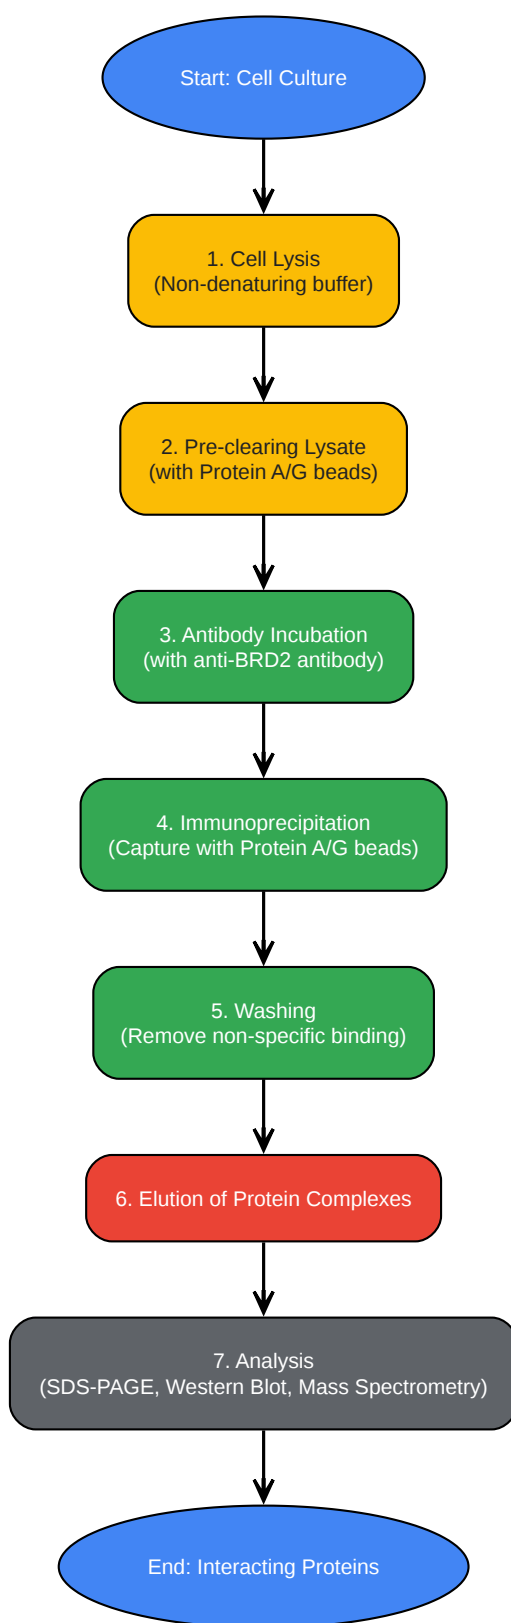 Start: Cell Culture
1. Cell Lysis
(Non-denaturing buffer)
2. Pre-clearing Lysate
(with Protein A/G beads)
3. Antibody Incubation
(with anti-BRD2 antibody)
4. Immunoprecipitation
(Capture with Protein A/G beads)
5. Washing
(Remove non-specific binding)
6. Elution of Protein Complexes
7. Analysis
(SDS-PAGE, Western Blot, Mass Spectrometry)
End: Interacting Proteins